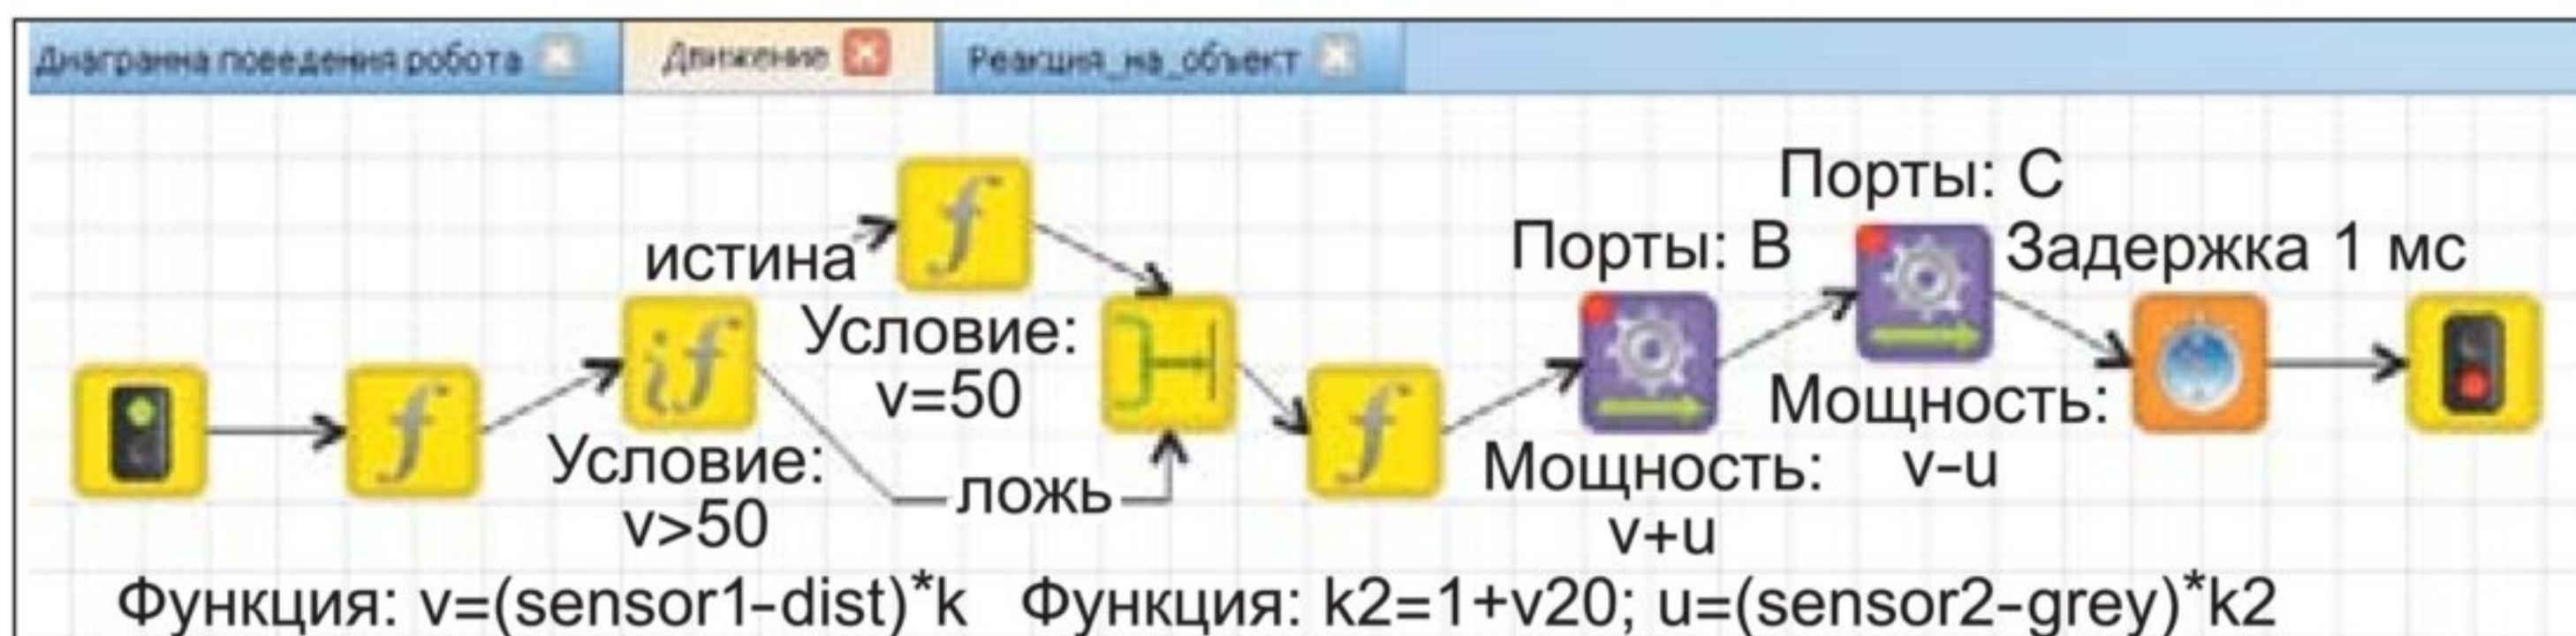 Диаграмма поведения робота
Движение
Реакция_на_объект
Порты: C
Порты: B
Задержка 1 мс
истина
if
Условие:
v=50
Мощность:
v-u
Условие:
v>50
ложь
Мощность:
v+u
Функция: v=(sensor1-dist)*k
Функция: k2=1+v20; u=(sensor2-grey)*k2